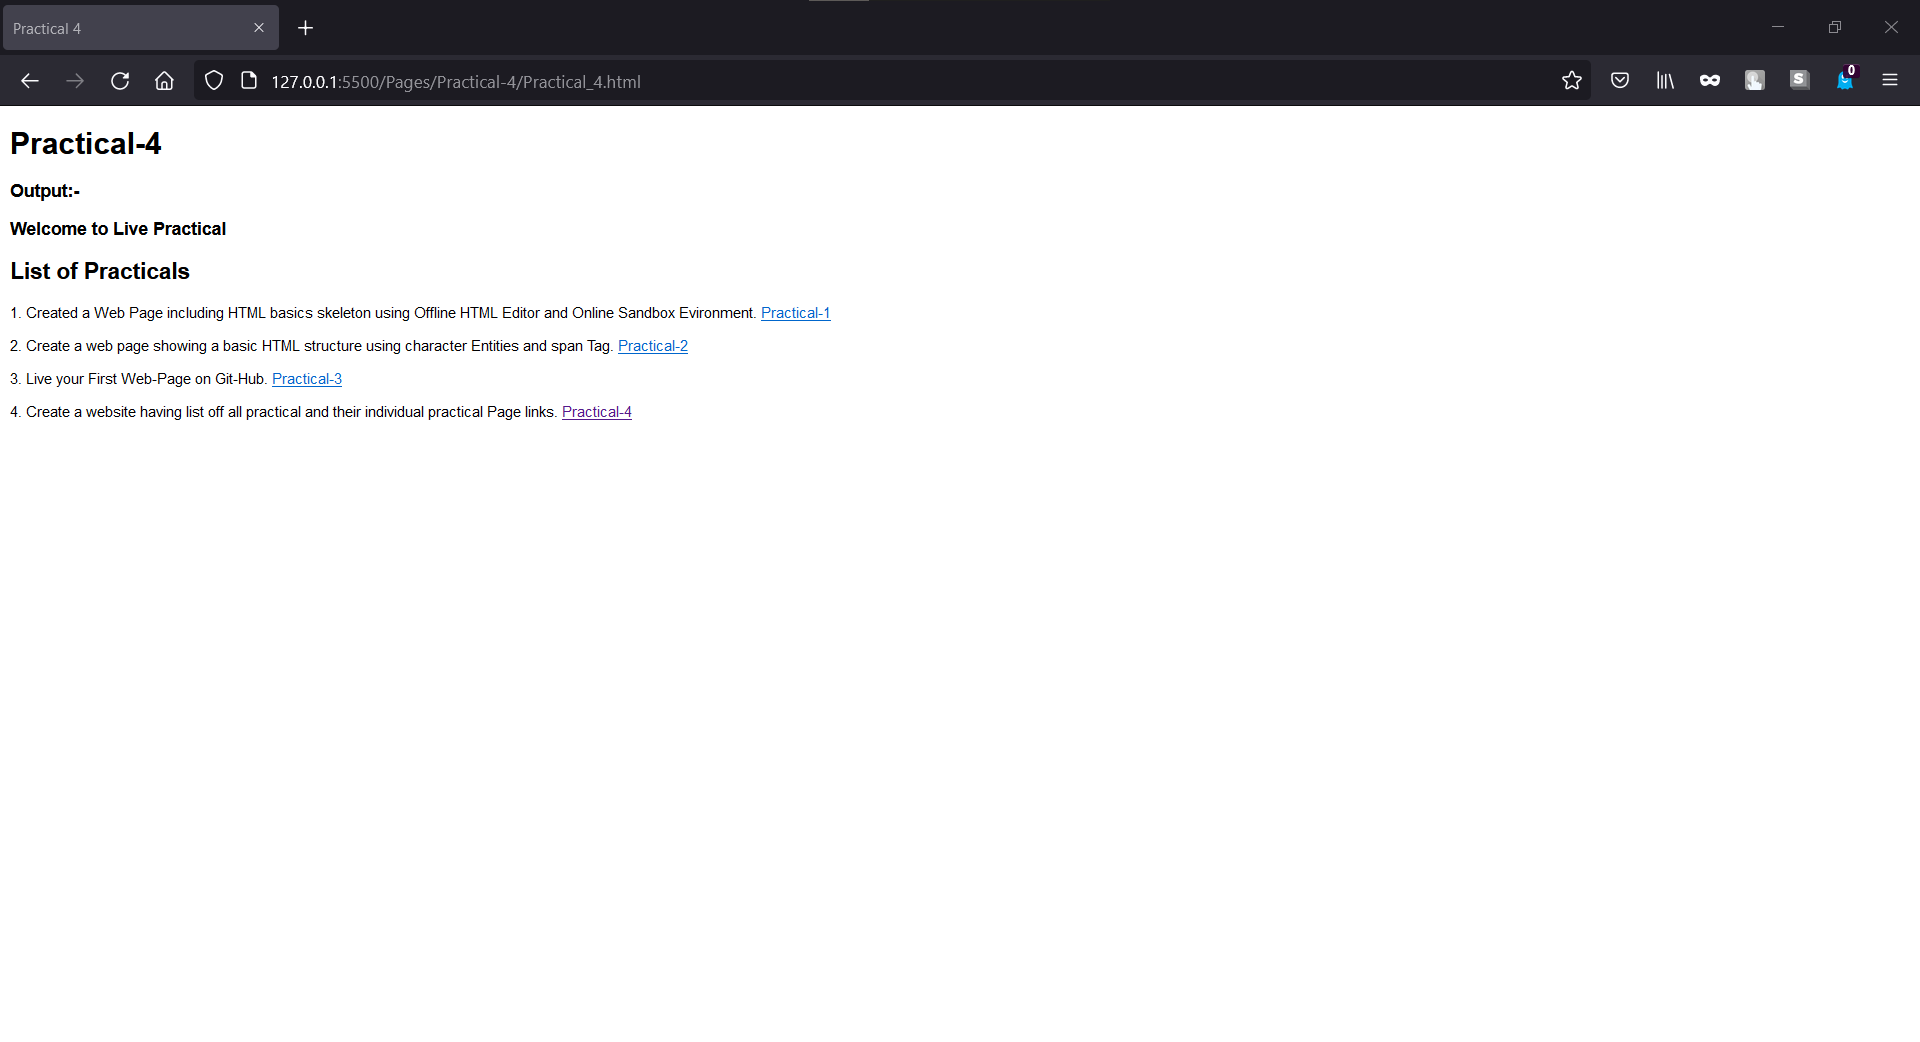 Practical 4
127.0.0.1:5500/Pages/Practical-4/Practical_4.html
S
0
Practical-4
Output:-
Welcome to Live Practical
List of Practicals
1. Created a Web Page including HTML basics skeleton using Offline HTML Editor and Online Sandbox Evironment. Practical-1
2. Create a web page showing a basic HTML structure using character Entities and span Tag. Practical-2
3. Live your First Web-Page on Git-Hub. Practical-3
4. Create a website having list off all practical and their individual practical Page links. Practical-4